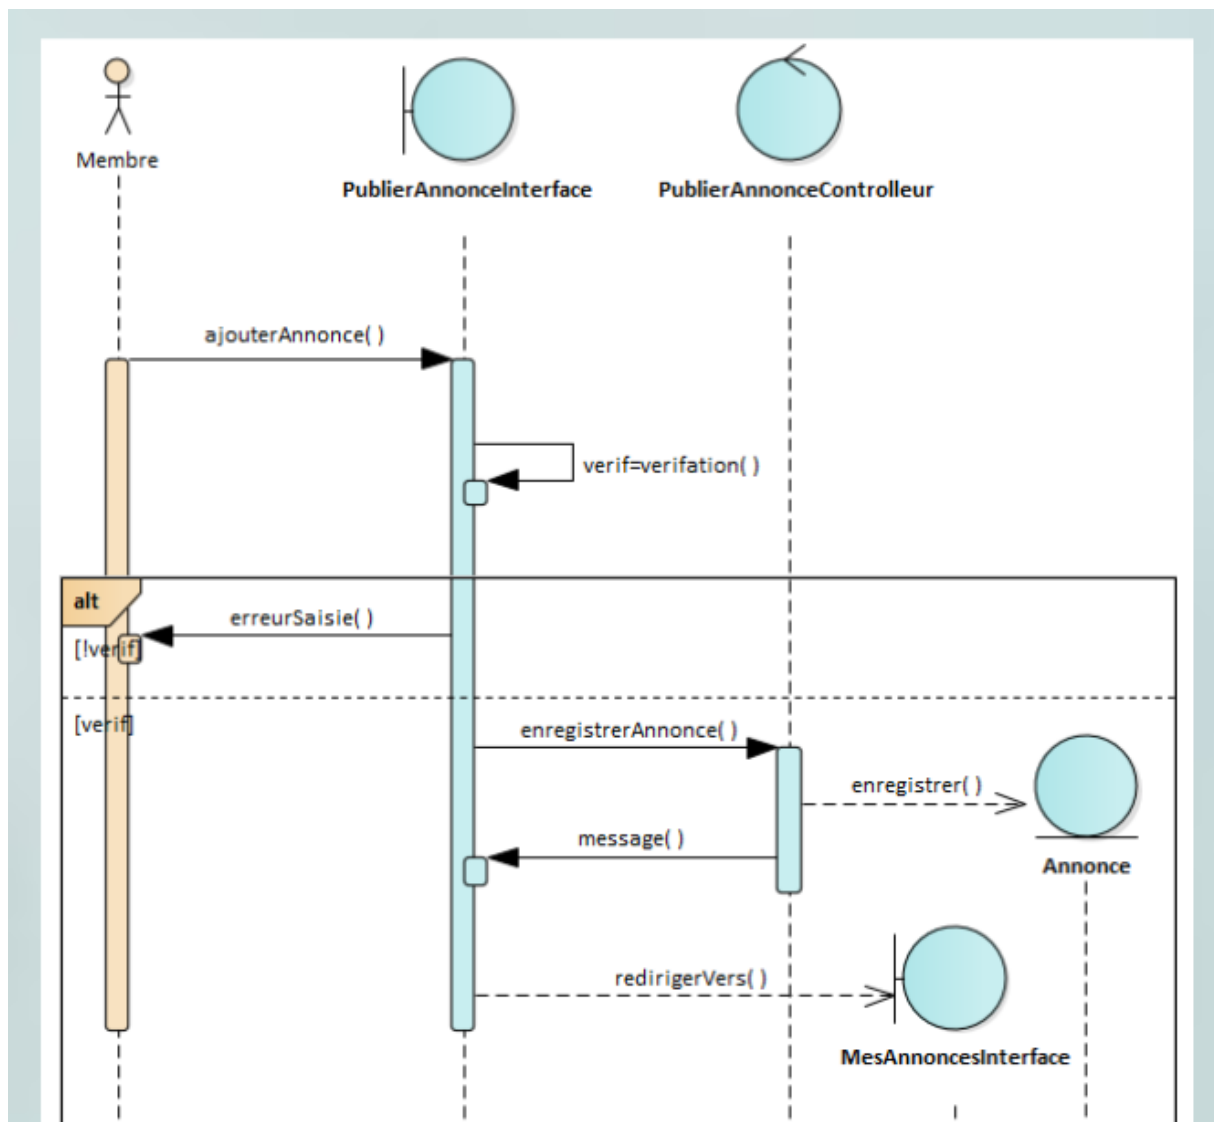 Membre
PublierAnnonceInterface
PublierAnnonceControlleur
ajouterAnnonce( )
verif=verifation( )
alt
erreurSaisie( )
[!verif]
[verif]
enregistrerAnnonce( )
enregistrer( )
message( )
Annonce
redirigerVers( )
MesAnnoncesInterface